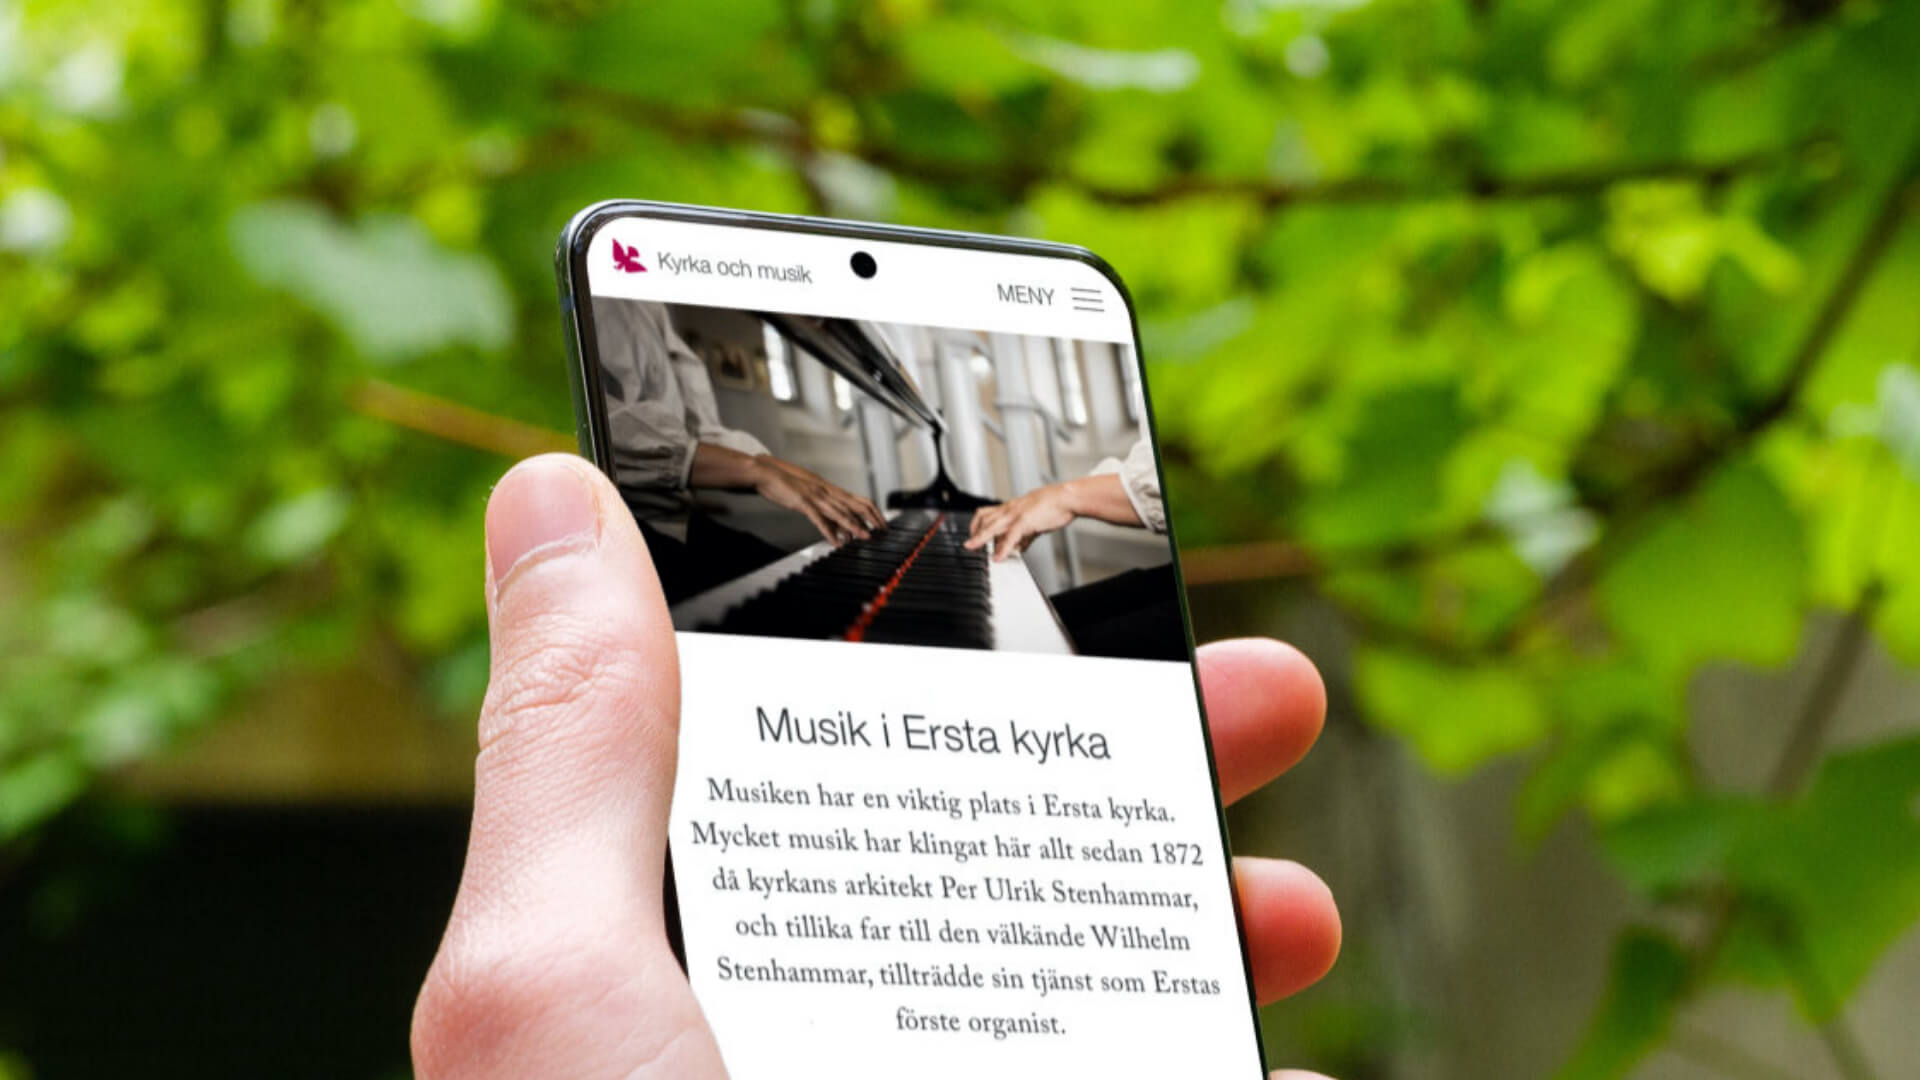 Kyrka och musik
MENY
Musik i Ersta kyrka
Musiken har en viktig plats i Ersta kyrka.
Mycket musik har klingat här allt sedan 1872
då kyrkans arkitekt Per Ulrik Stenhammar,
och tillika far till den välkände Wilhelm
Stenhammar, tillträdde sin tjänst som Erstas
förste organist.